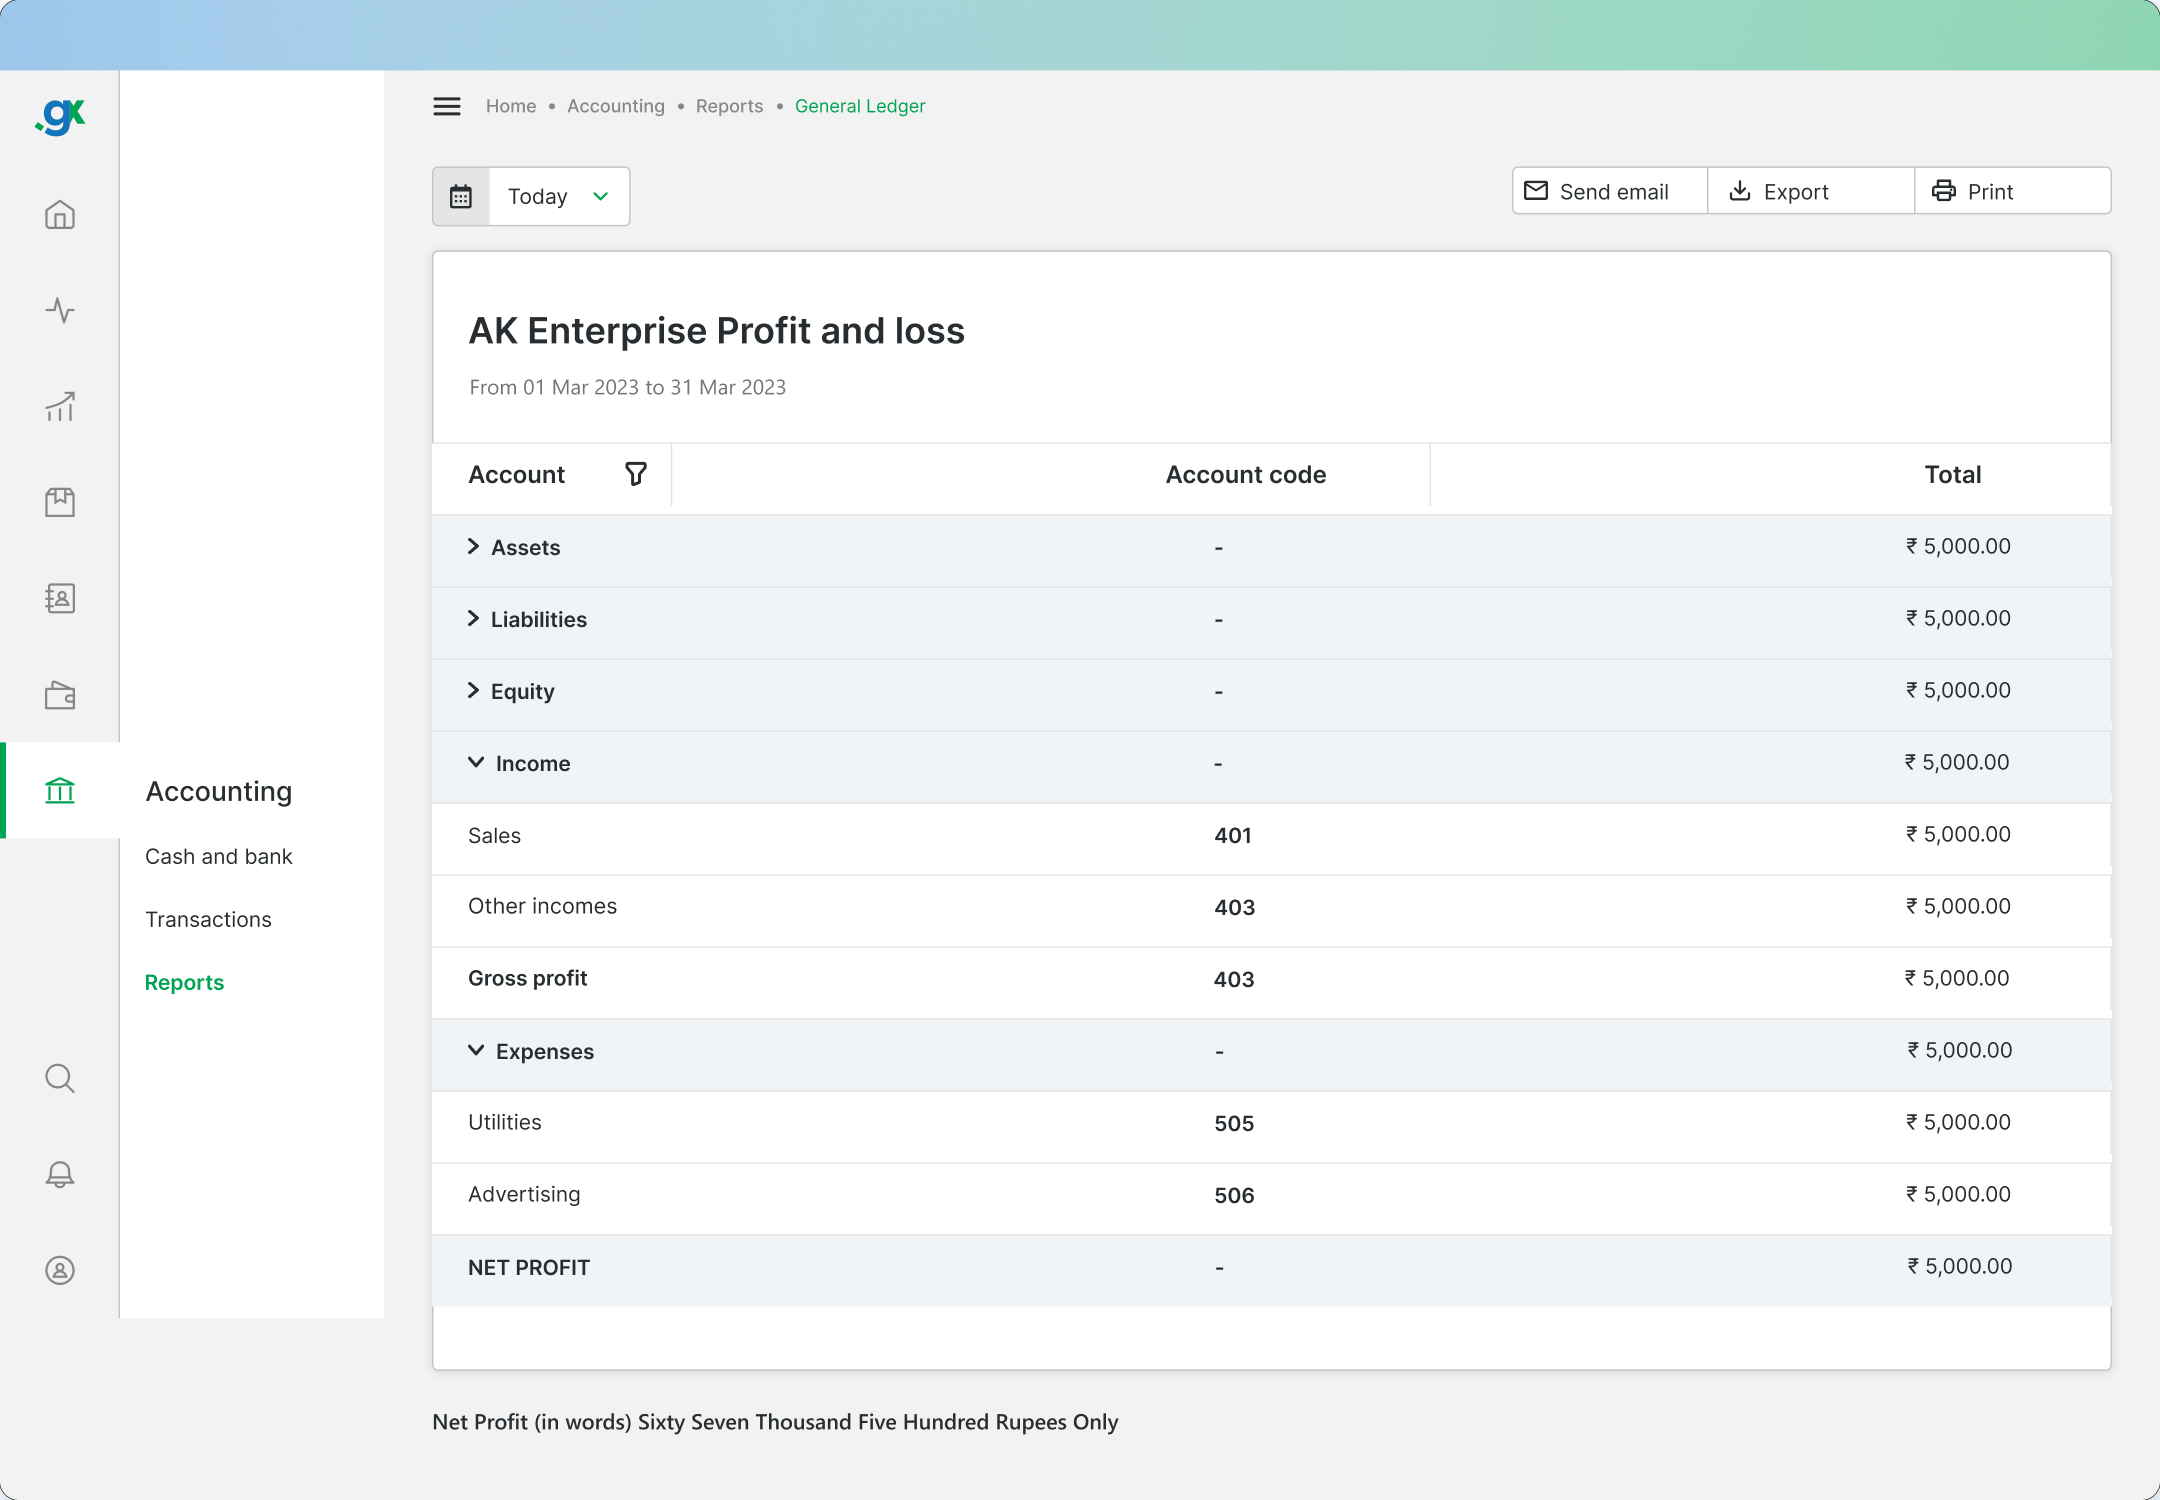 .gx
Home • Accounting • Reports • General Ledger
Today
Send email
Export
Print
AK Enterprise Profit and loss
From 01 Mar 2023 to 31 Mar 2023
Account Account code Total
Assets - ₹ 5,000.00
Liabilities - ₹ 5,000.00
Equity - ₹ 5,000.00
Income - ₹ 5,000.00
Sales 401 ₹ 5,000.00
Other incomes 403 ₹ 5,000.00
Gross profit 403 ₹ 5,000.00
Expenses - ₹ 5,000.00
Utilities 505 ₹ 5,000.00
Advertising 506 ₹ 5,000.00
NET PROFIT - ₹ 5,000.00
Net Profit (in words) Sixty Seven Thousand Five Hundred Rupees Only
Accounting
Cash and bank
Transactions
Reports